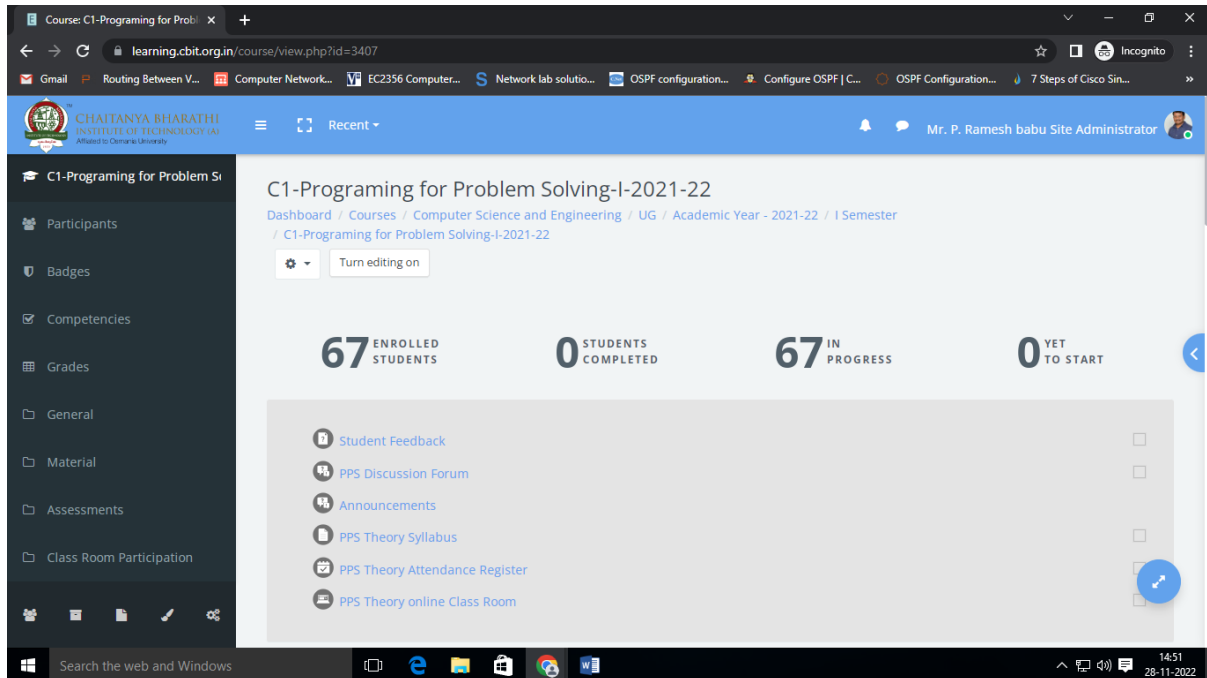 Course: C1-Programing for Probl
learning.cbit.org.in/course/view.php?id=3407
Incognito
Gmail
Routing Between V...
Computer Network...
EC2356 Computer...
Network lab solutio...
OSPF configuration...
Configure OSPF | C...
OSPF Configuration...
7 Steps of Cisco Sin...
»
CHAITANYA BHARATHI
INSTITUTE OF TECHNOLOGY (A)
Affiliated to Osmania University
Recent
Mr. P. Ramesh babu Site Administrator
C1-Programing for Problem So
Participants
Badges
Competencies
Grades
General
Material
Assessments
Class Room Participation
C1-Programing for Problem Solving-I-2021-22
Dashboard / Courses / Computer Science and Engineering / UG / Academic Year - 2021-22 / I Semester
/ C1-Programing for Problem Solving-I-2021-22
Turn editing on
67 ENROLLED STUDENTS
0 STUDENTS COMPLETED
67 IN PROGRESS
0 YET TO START
Student Feedback
PPS Discussion Forum
Announcements
PPS Theory Syllabus
PPS Theory Attendance Register
PPS Theory online Class Room
Search the web and Windows
14:51
28-11-2022